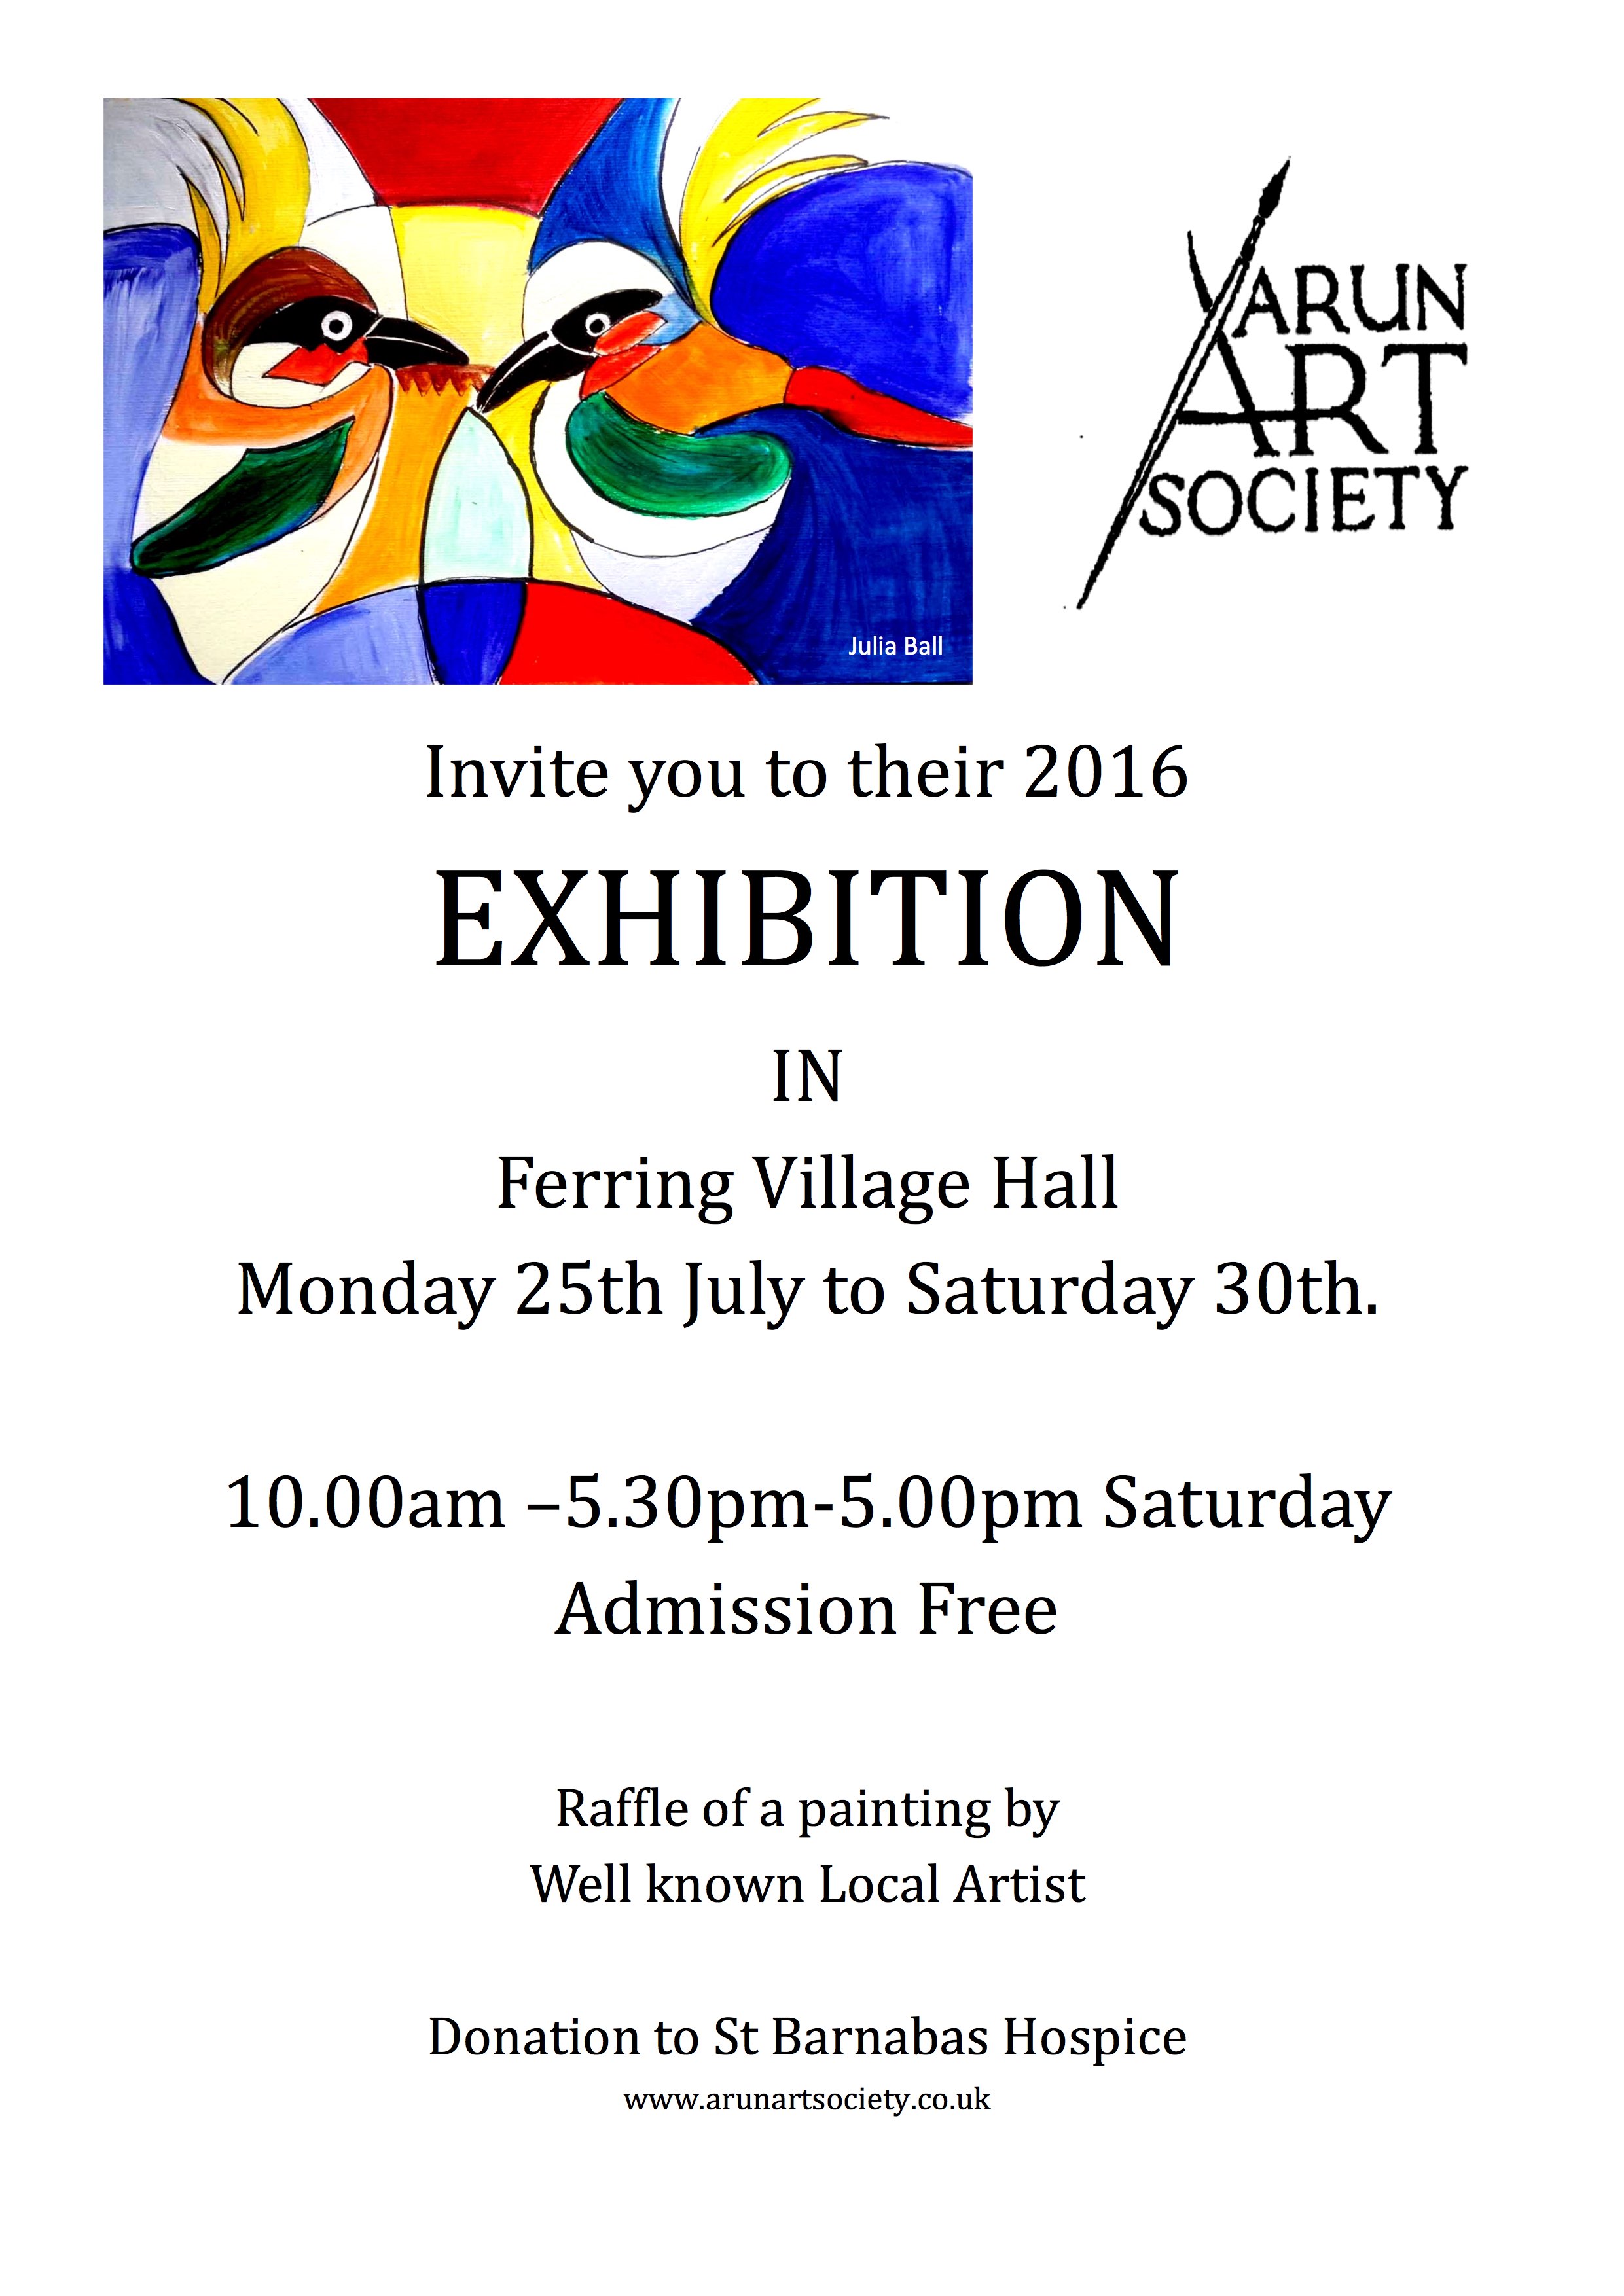 Julia Ball
ARUN
ART
SOCIETY
Invite you to their 2016
EXHIBITION
IN
Ferring Village Hall
Monday 25th July to Saturday 30th.
10.00am –5.30pm-5.00pm Saturday
Admission Free
Raffle of a painting by
Well known Local Artist
Donation to St Barnabas Hospice
www.arunartsociety.co.uk